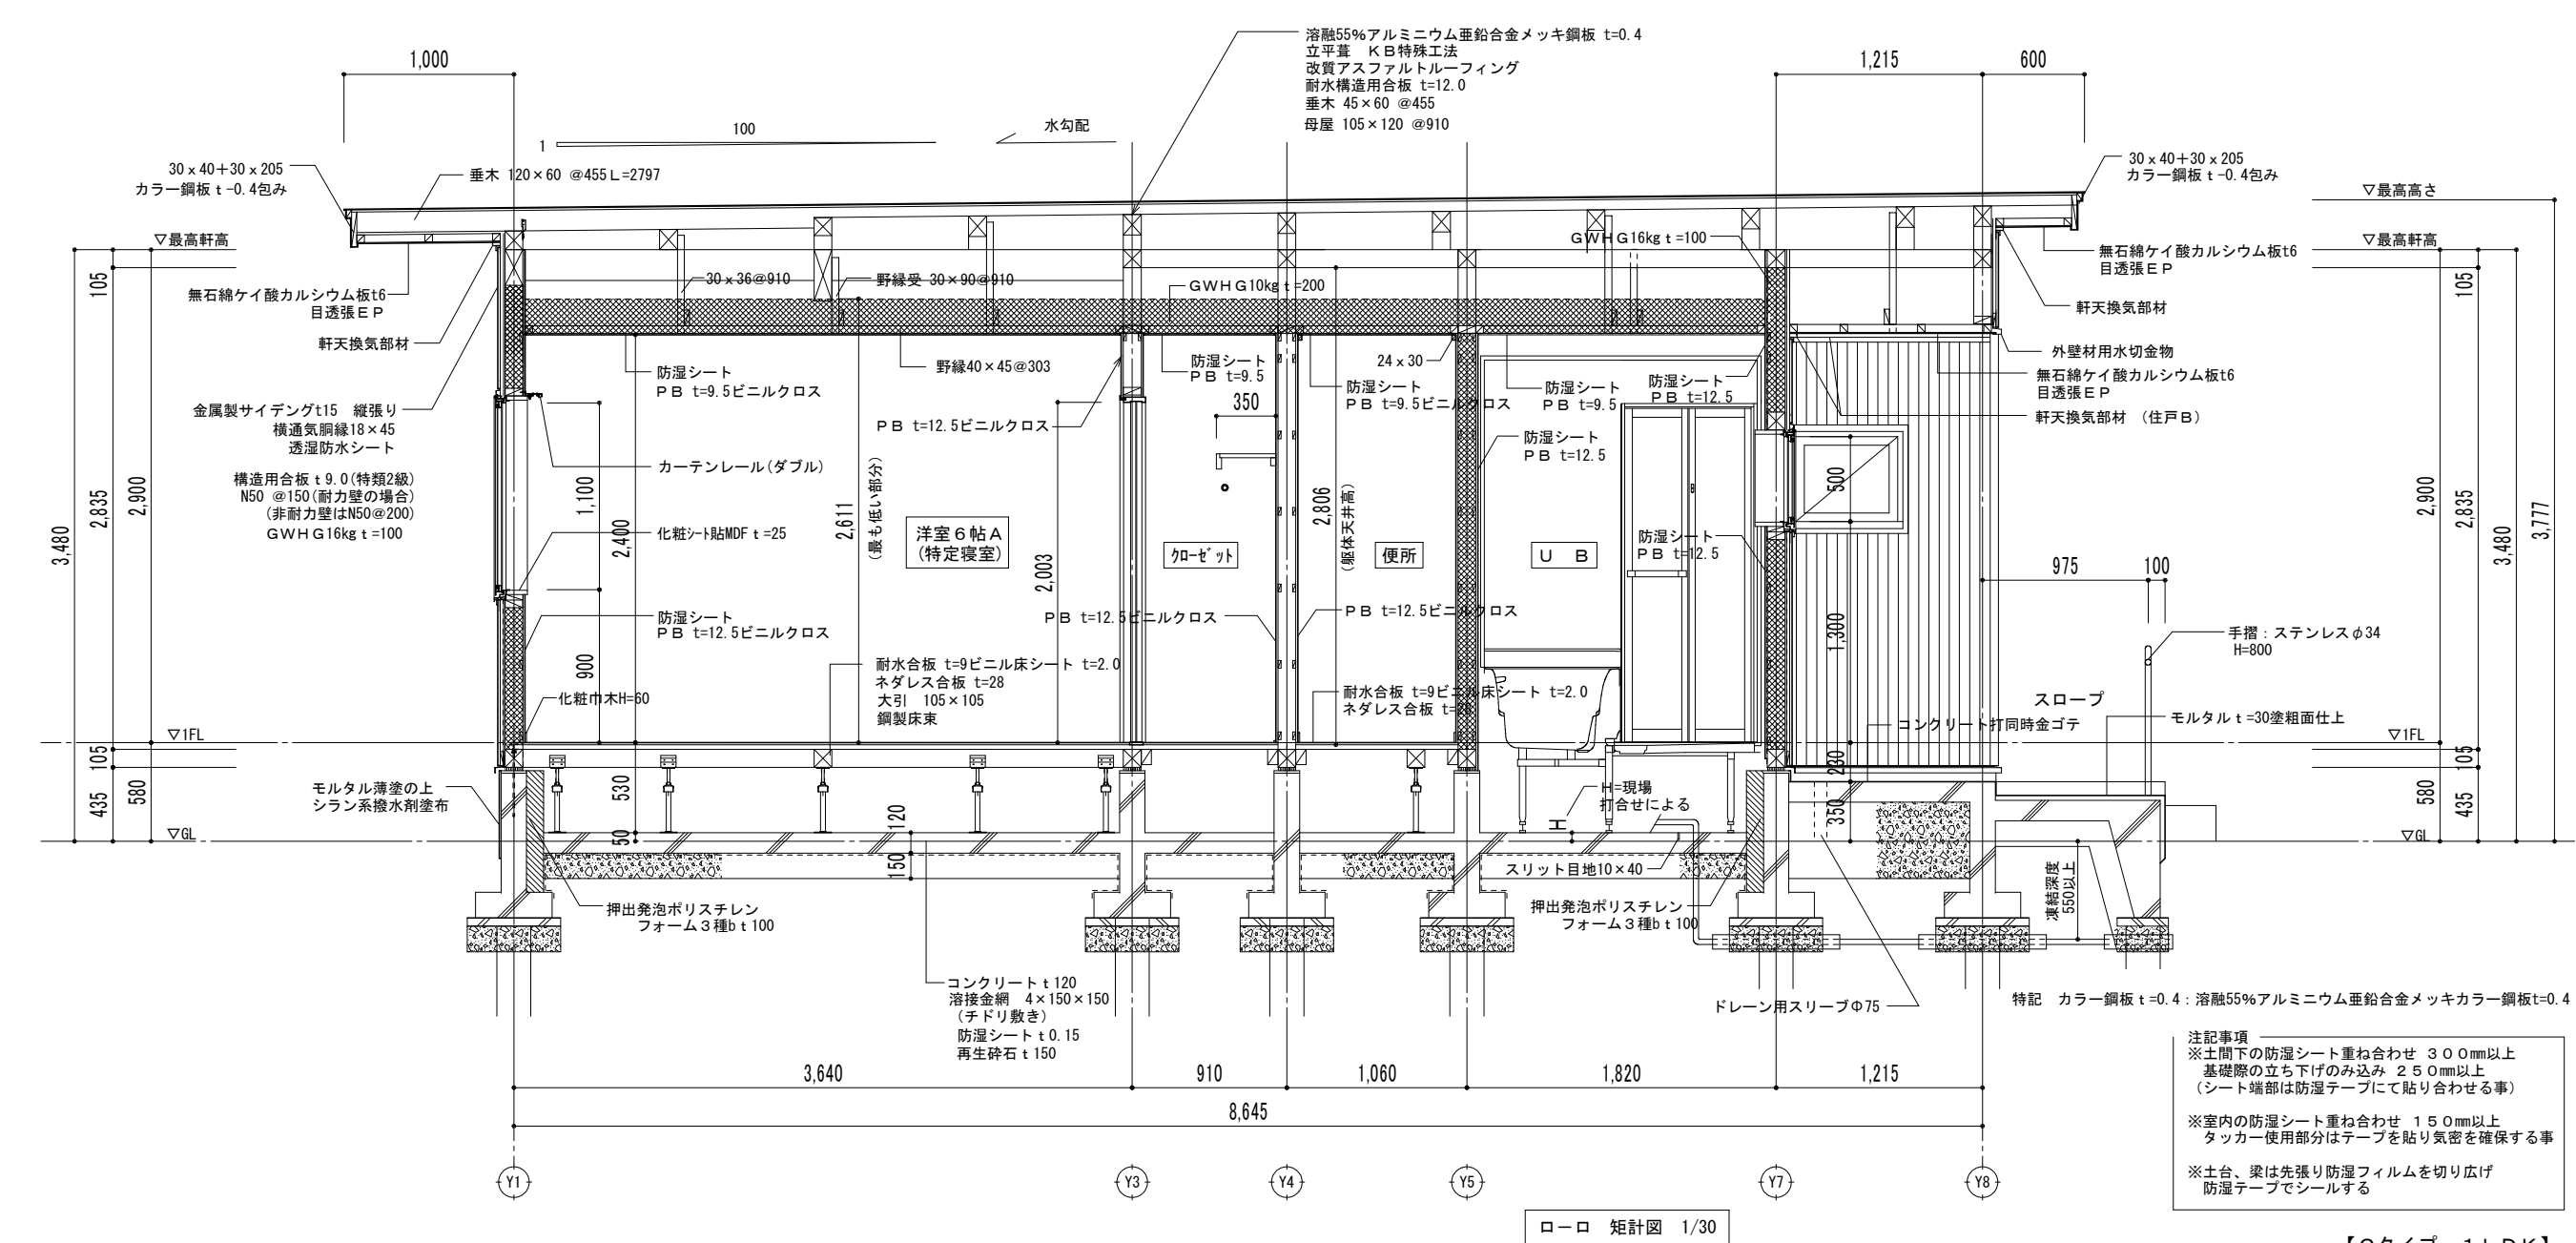 溶融55%アルミニウム亜鉛合金メッキ鋼板 t=0.4
立平葺 KB特殊工法
改質アスファルトルーフィング
耐水構造用合板 t=12.0
垂木 45×60 @455
母屋 105×120 @910
1,000
1,215
600
100
1
水勾配
30x40+30x205
カラー鋼板t-0.4包み
垂木 120×60 @455L=2797
30x40+30x205
カラー鋼板t-0.4包み
▽最高高さ
▽最高軒高
▽最高軒高
GWHG16kgt=100
無石綿ケイ酸カルシウム板t6
目透張EP
30x36@910
野縁受 30×90@910
GWHG10kgt=200
無石綿ケイ酸カルシウム板t6
目透張EP
軒天換気部材
軒天換気部材
外壁材用水切金物
無石綿ケイ酸カルシウム板t6
目透張EP
軒天換気部材 (住戸B)
防湿シート
PB t=9.5ビニルクロス
野縁40×45@303
防湿シート
PB t=9.5
24x30
防湿シート
PB t=9.5ビニルクロス
防湿シート
PB t=9.5
防湿シート
PB t=12.5
350
金属製サイデングt15 縦張り
横通気胴縁18×45
透湿防水シート
PB t=12.5ビニルクロス
防湿シート
PB t=12.5
カーテンレール(ダブル)
構造用合板t9.0(特類2級)
N50 @150(耐力壁の場合)
(非耐力壁はN50@200)
GWHG16kgt=100
105
2,835
2,900
3,480
1,100
2,400
2,611
(最も低い部分)
2,003
2,806
(躯体天井高)
500
105
2,900
2,835
3,480
3,777
化粧シート貼MDFt=25
洋室6帖A
(特定寝室)
クローゼット
便所
UB
防湿シート
PB t=12.5
975
100
防湿シート
PB t=12.5ビニルクロス
PB t=12.5ビニルクロス
PB t=12.5ビニルクロス
900
1,300
手摺:ステンレスφ34
H=800
耐水合板 t=9ビニル床シート t=2.0
ネダレス合板 t=28
大引 105×105
鋼製床束
化粧巾木H=60
耐水合板 t=9ビニル床シート t=2.0
ネダレス合板 t=28
スロープ
コンクリート打同時金ゴテ
モルタルt=30塗粗面仕上
▽1FL
▽1FL
105
435
580
530
50
120
150
230
350
580
105
435
モルタル薄塗の上
シラン系撥水剤塗布
H=現場
打合せによる
▽GL
▽GL
スリット目地10×40
凍結深度
550以上
押出発泡ポリスチレン
フォーム3種bt100
押出発泡ポリスチレン
フォーム3種bt100
コンクリートt120
溶接金網 4×150×150
(チドリ敷き)
防湿シートt0.15
再生砕石t150
ドレーン用スリーブΦ75
特記 カラー鋼板t=0.4:溶融55%アルミニウム亜鉛合金メッキカラー鋼板t=0.4
注記事項
※土間下の防湿シート重ね合わせ 300㎜以上
基礎際の立ち下げのみ込み 250㎜以上
(シート端部は防湿テープにて貼り合わせる事)
※室内の防湿シート重ね合わせ 150㎜以上
タッカー使用部分はテープを貼り気密を確保する事
※土台、梁は先張り防湿フィルムを切り広げ
防湿テープでシールする
3,640
910
1,060
1,820
1,215
8,645
Y1
Y3
Y4
Y5
Y7
Y8
ローロ 矩計図 1/30